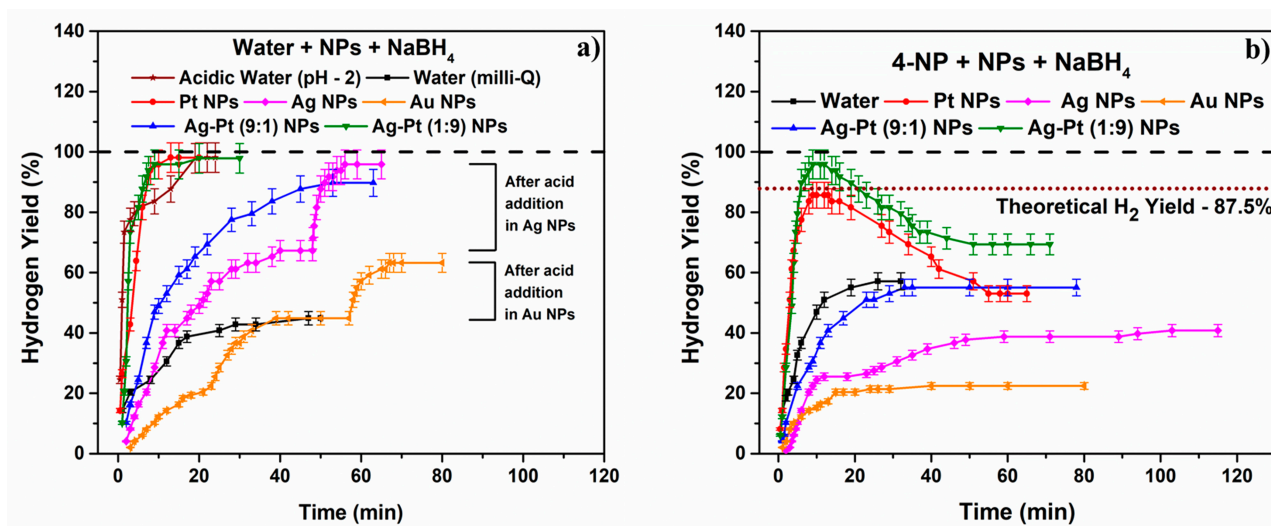 Water + NPs + NaBH4
a)
Acidic Water (pH - 2) Water (milli-Q)
Pt NPs Ag NPs Au NPs
Ag-Pt (9:1) NPs Ag-Pt (1:9) NPs
After acid
addition
in Ag NPs
After acid
addition
in Au NPs
Hydrogen Yield (%)
140
120
100
80
60
40
20
0
0 20 40 60 80 100 120
Time (min)
4-NP + NPs + NaBH4
b)
Water Pt NPs Ag NPs Au NPs
Ag-Pt (9:1) NPs Ag-Pt (1:9) NPs
Theoretical H2 Yield - 87.5%
Hydrogen Yield (%)
140
120
100
80
60
40
20
0
0 20 40 60 80 100 120
Time (min)